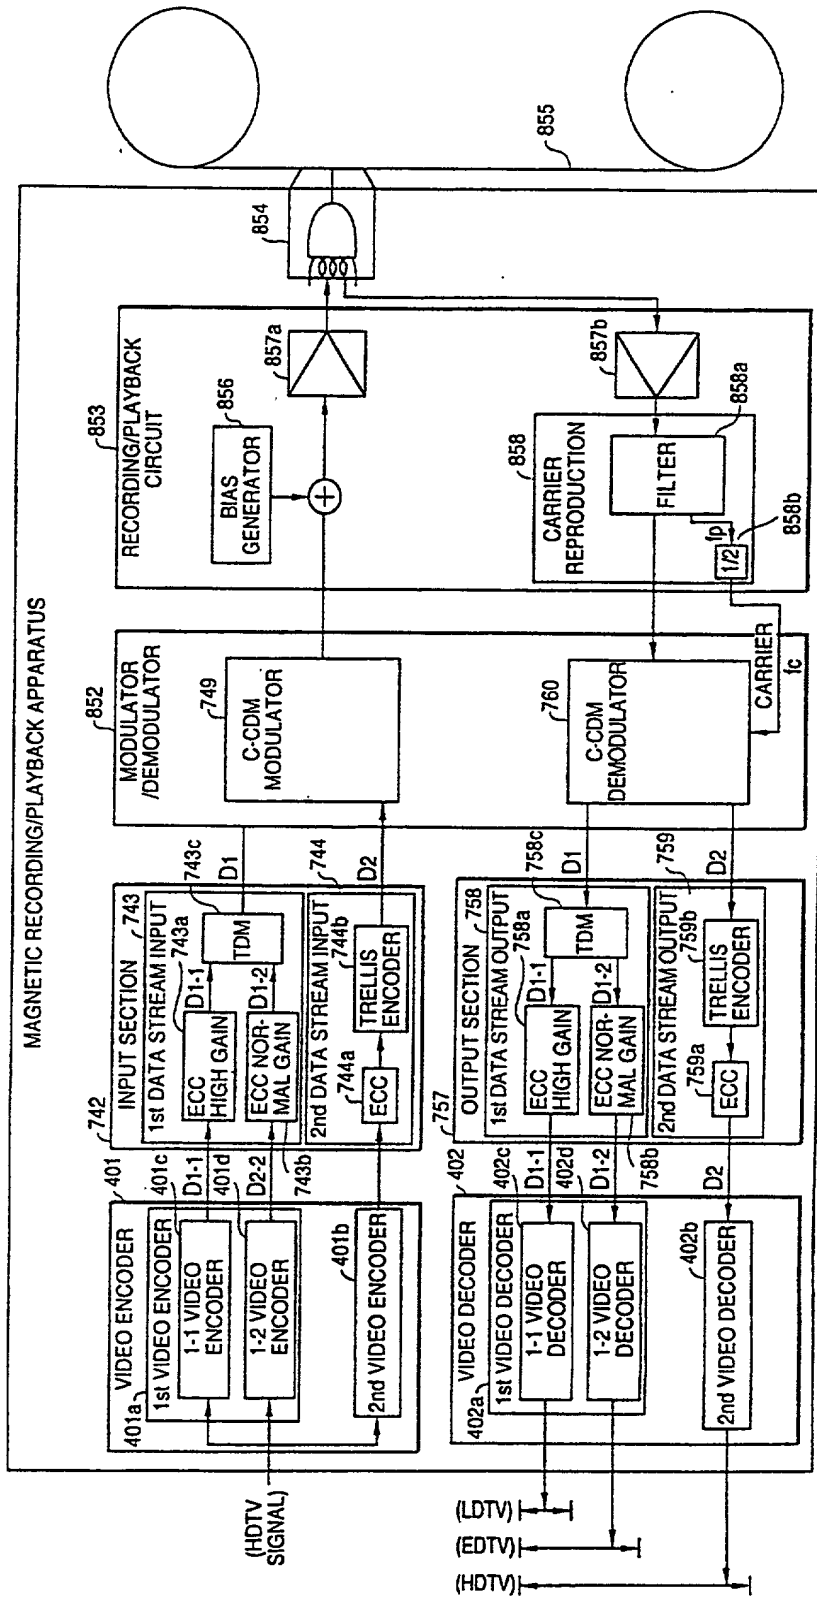 MAGNETIC RECORDING/PLAYBACK APPARATUS
(HDTV
SIGNAL)
401
VIDEO ENCODER
401a
1st VIDEO ENCODER
401c
1-1 VIDEO
ENCODER
401d
1-2 VIDEO
ENCODER
401b
2nd VIDEO ENCODER
D1-1
D2-2
742
INPUT SECTION
743
1st DATA STREAM INPUT
743a
ECC
HIGH GAIN
743b
ECC NOR-
MAL GAIN
D1-1
D1-2
743c
TDM
D1
744
2nd DATA STREAM INPUT
744a
ECC
744b
TRELLIS
ENCODER
D2
852
MODULATOR
/DEMODULATOR
749
C-CDM
MODULATOR
760
C-CDM
DEMODULATOR
CARRIER
fc
853
RECORDING/PLAYBACK
CIRCUIT
856
BIAS
GENERATOR
+
857a
854
855
857b
858
CARRIER
REPRODUCTION
858a
FILTER
fp
1/2
858b
757
OUTPUT SECTION
758
1st DATA STREAM OUTPUT
758a
ECC
HIGH GAIN
758b
ECC NOR-
MAL GAIN
D1-1
D1-2
758c
TDM
D1
759
2nd DATA STREAM OUTPUT
759a
ECC
759b
TRELLIS
ENCODER
D2
402
VIDEO DECODER
402a
1st VIDEO DECODER
402c
1-1 VIDEO
DECODER
402d
1-2 VIDEO
DECODER
402b
2nd VIDEO DECODER
D1-1
D1-2
D2
(LDTV)
(EDTV)
(HDTV)